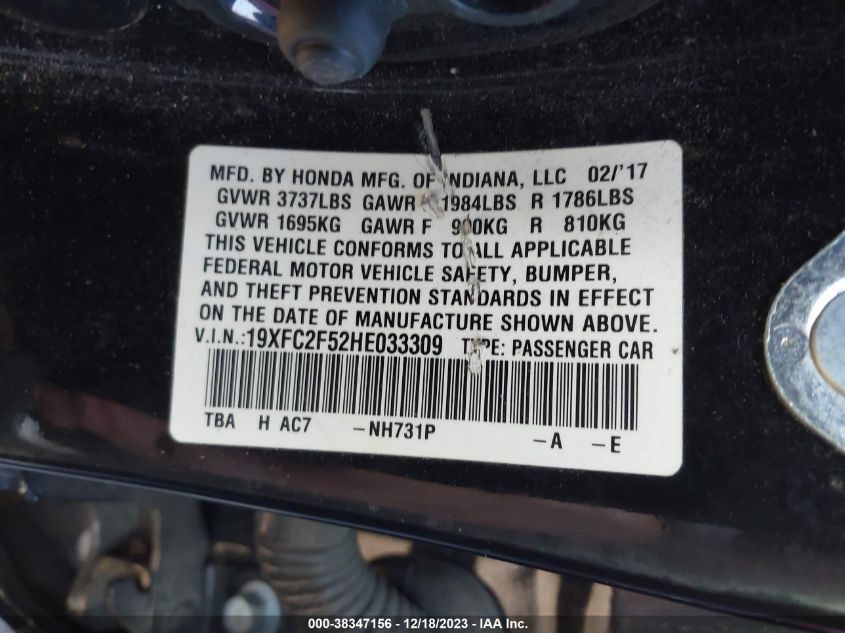 MFD. BY HONDA MFG. OF INDIANA, LLC 02/'17
GVWR 3737LBS GAWR 1984LBS R 1786LBS
GVWR 1695KG GAWR F 900KG R 810KG
THIS VEHICLE CONFORMS TO ALL APPLICABLE
FEDERAL MOTOR VEHICLE SAFETY, BUMPER,
AND THEFT PREVENTION STANDARDS IN EFFECT
ON THE DATE OF MANUFACTURE SHOWN ABOVE.
V.I.N.:19XFC2F52HE033309 TYPE: PASSENGER CAR
TBA H AC7 -NH731P -A -E
000-38347156 - 12/18/2023 - IAA Inc.